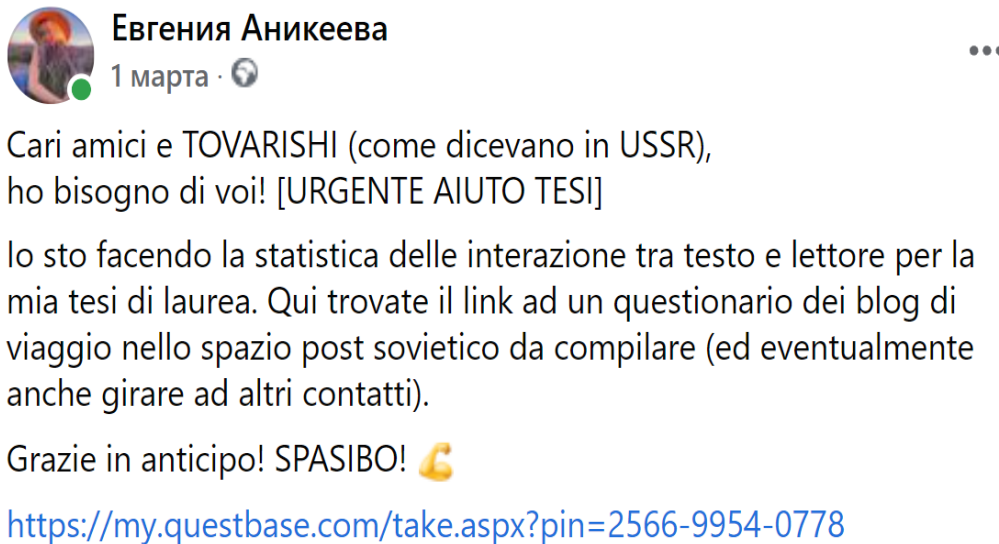 Евгения Аникеева
1 марта ·
Cari amici e TOVARISHI (come dicevano in USSR),
ho bisogno di voi! [URGENTE AIUTO TESI]
Io sto facendo la statistica delle interazione tra testo e lettore per la
mia tesi di laurea. Qui trovate il link ad un questionario dei blog di
viaggio nello spazio post sovietico da compilare (ed eventualmente
anche girare ad altri contatti).
Grazie in anticipo! SPASIBO! 💪
https://my.questbase.com/take.aspx?pin=2566-9954-0778